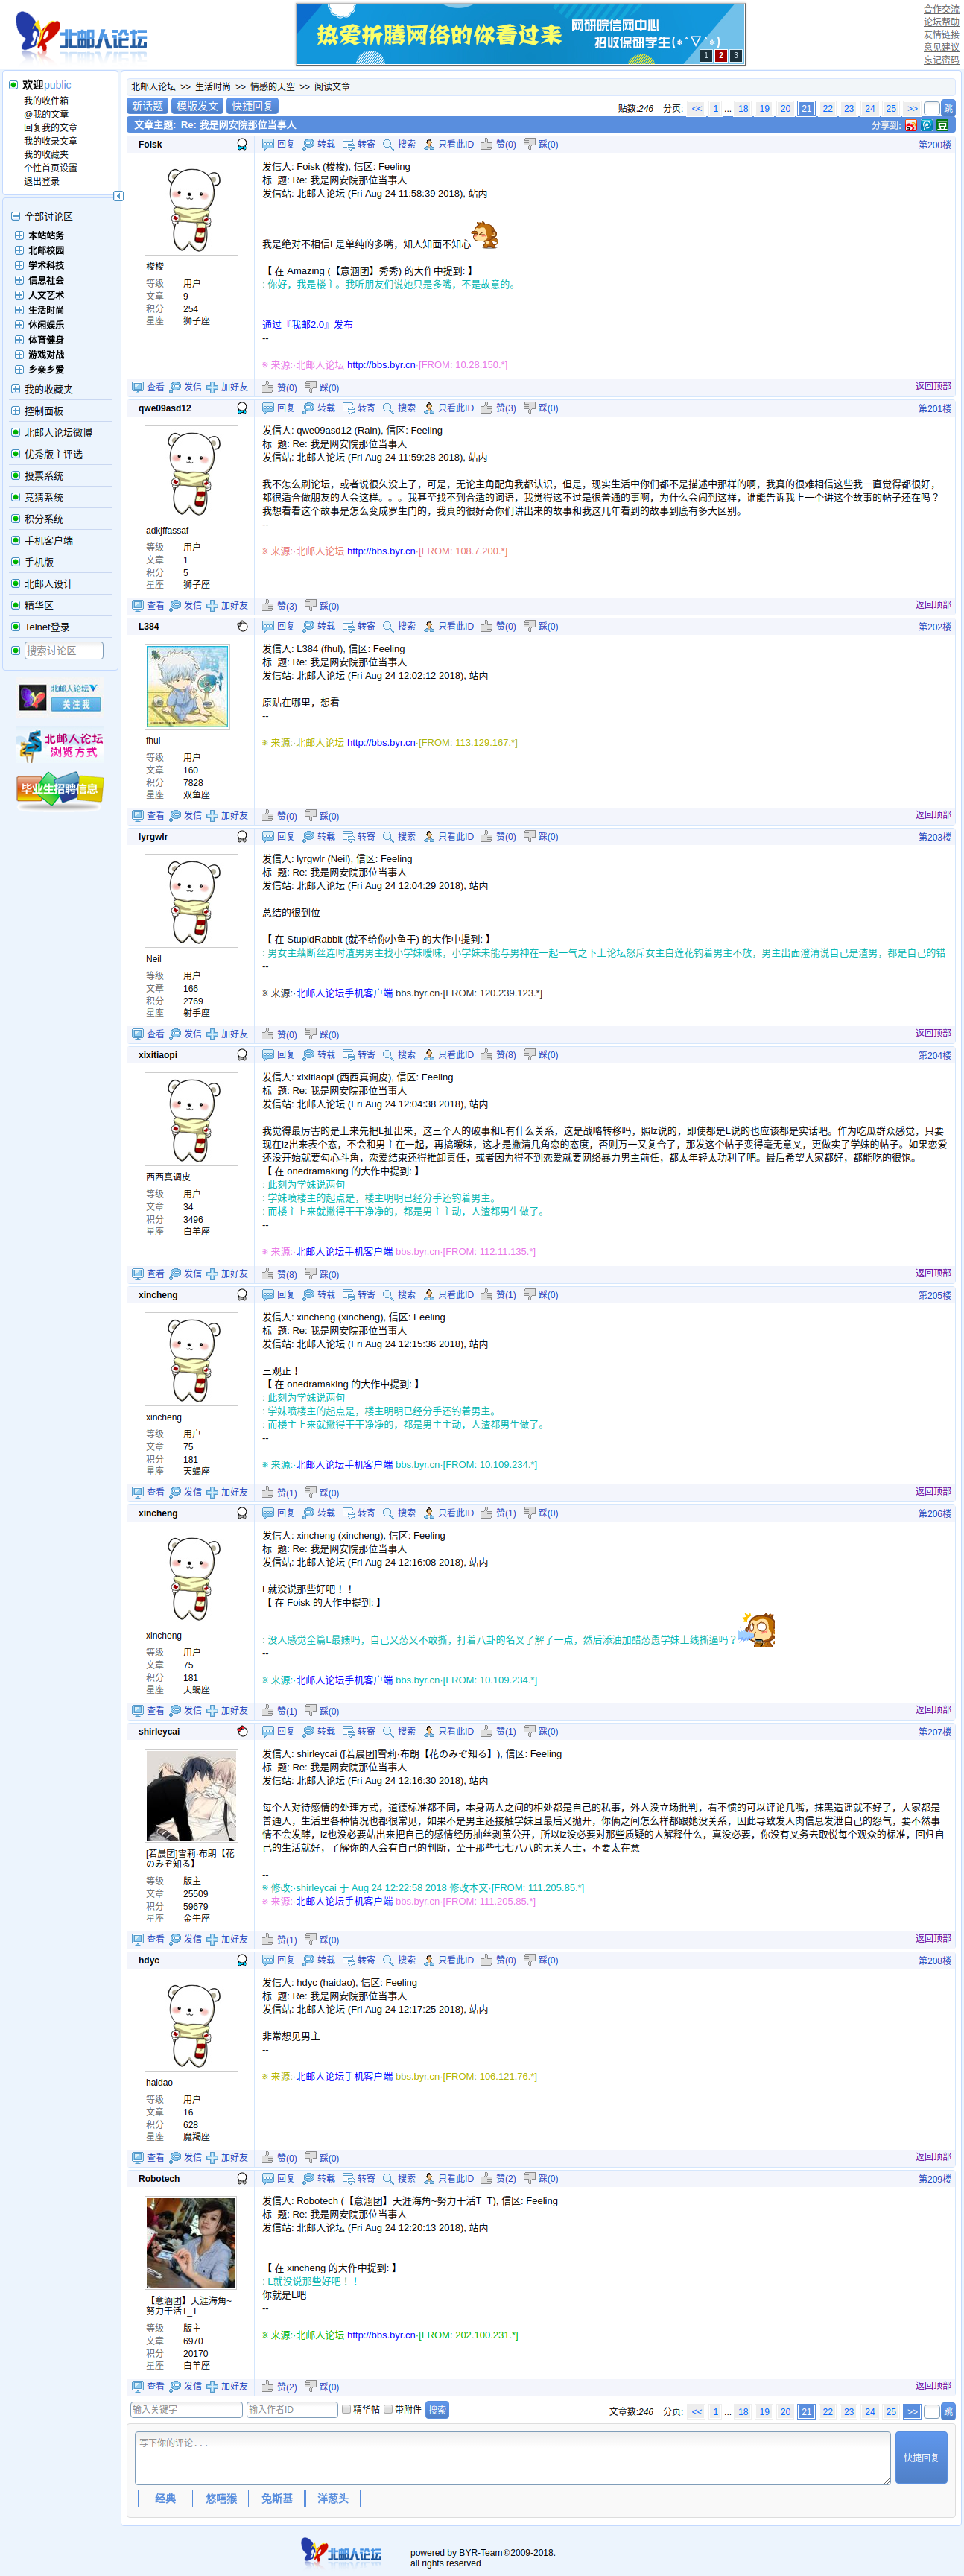 北邮人论坛
热爱折腾网络的你看过来
网研院信网中心
招收保研学生(∗^▽^∗)
1 2 3
合作交流
论坛帮助
友情链接
意见建议
忘记密码
欢迎public
我的收件箱
@我的文章
回复我的文章
我的收录文章
我的收藏夹
个性首页设置
退出登录
全部讨论区
本站站务
北邮校园
学术科技
信息社会
人文艺术
生活时尚
休闲娱乐
体育健身
游戏对战
乡亲乡爱
我的收藏夹
控制面板
北邮人论坛微博
优秀版主评选
投票系统
竞猜系统
积分系统
手机客户端
手机版
北邮人设计
精华区
Telnet登录
搜索讨论区
北邮人论坛
关注我
北邮人论坛
浏览方式
毕业生招聘信息
北邮人论坛 >> 生活时尚 >> 情感的天空 >> 阅读文章
新话题 模版发文 快捷回复
贴数:246 分页: << 1 ... 18 19 20 21 22 23 24 25 >> 跳
文章主题: Re: 我是网安院那位当事人
分享到:
Foisk
回复 转载 转寄 搜索 只看此ID 赞(0) 踩(0) 第200楼
梭梭
等级 用户
文章 9
积分 254
星座 狮子座
发信人: Foisk (梭梭), 信区: Feeling
标 题: Re: 我是网安院那位当事人
发信站: 北邮人论坛 (Fri Aug 24 11:58:39 2018), 站内
我是绝对不相信L是单纯的多嘴，知人知面不知心
【 在 Amazing (【意涵团】秀秀) 的大作中提到: 】
: 你好，我是楼主。我听朋友们说她只是多嘴，不是故意的。
通过『我邮2.0』发布
--
※ 来源:·北邮人论坛 http://bbs.byr.cn·[FROM: 10.28.150.*]
查看 发信 加好友 赞(0) 踩(0) 返回顶部
qwe09asd12
回复 转载 转寄 搜索 只看此ID 赞(3) 踩(0) 第201楼
adkjffassaf
等级 用户
文章 1
积分 5
星座 狮子座
发信人: qwe09asd12 (Rain), 信区: Feeling
标 题: Re: 我是网安院那位当事人
发信站: 北邮人论坛 (Fri Aug 24 11:59:28 2018), 站内
我不怎么刷论坛，或者说很久没上了，可是，无论主角配角我都认识，但是，现实生活中你们都不是描述中那样的啊，我真的很难相信这些我一直觉得都很好，
都很适合做朋友的人会这样。。。我甚至找不到合适的词语，我觉得这不过是很普通的事啊，为什么会闹到这样，谁能告诉我上一个讲这个故事的帖子还在吗？
我想看看这个故事是怎么变成罗生门的，我真的很好奇你们讲出来的故事和我这几年看到的故事到底有多大区别。
--
※ 来源:·北邮人论坛 http://bbs.byr.cn·[FROM: 108.7.200.*]
查看 发信 加好友 赞(3) 踩(0) 返回顶部
L384
回复 转载 转寄 搜索 只看此ID 赞(0) 踩(0) 第202楼
fhul
等级 用户
文章 160
积分 7828
星座 双鱼座
发信人: L384 (fhul), 信区: Feeling
标 题: Re: 我是网安院那位当事人
发信站: 北邮人论坛 (Fri Aug 24 12:02:12 2018), 站内
原贴在哪里，想看
--
※ 来源:·北邮人论坛 http://bbs.byr.cn·[FROM: 113.129.167.*]
查看 发信 加好友 赞(0) 踩(0) 返回顶部
lyrgwlr
回复 转载 转寄 搜索 只看此ID 赞(0) 踩(0) 第203楼
Neil
等级 用户
文章 166
积分 2769
星座 射手座
发信人: lyrgwlr (Neil), 信区: Feeling
标 题: Re: 我是网安院那位当事人
发信站: 北邮人论坛 (Fri Aug 24 12:04:29 2018), 站内
总结的很到位
【 在 StupidRabbit (就不给你小鱼干) 的大作中提到: 】
: 男女主藕断丝连时渣男男主找小学妹暧昧，小学妹未能与男神在一起一气之下上论坛怒斥女主白莲花钓着男主不放，男主出面澄清说自己是渣男，都是自己的错
--
※ 来源:·北邮人论坛手机客户端 bbs.byr.cn·[FROM: 120.239.123.*]
查看 发信 加好友 赞(0) 踩(0) 返回顶部
xixitiaopi
回复 转载 转寄 搜索 只看此ID 赞(8) 踩(0) 第204楼
西西真调皮
等级 用户
文章 34
积分 3496
星座 白羊座
发信人: xixitiaopi (西西真调皮), 信区: Feeling
标 题: Re: 我是网安院那位当事人
发信站: 北邮人论坛 (Fri Aug 24 12:04:38 2018), 站内
我觉得最厉害的是上来先把L扯出来，这三个人的破事和L有什么关系，这是战略转移吗，照lz说的，即使都是L说的也应该都是实话吧。作为吃瓜群众感觉，只要
现在lz出来表个态，不会和男主在一起，再搞暧昧，这才是撇清几角恋的态度，否则万一又复合了，那发这个帖子变得毫无意义，更做实了学妹的帖子。如果恋爱
还没开始就要勾心斗角，恋爱结束还得推卸责任，或者因为得不到恋爱就要网络暴力男主前任，都太年轻太功利了吧。最后希望大家都好，都能吃的很饱。
【 在 onedramaking 的大作中提到: 】
: 此刻为学妹说两句
: 学妹喷楼主的起点是，楼主明明已经分手还钓着男主。
: 而楼主上来就撇得干干净净的，都是男主主动，人渣都男生做了。
--
※ 来源:·北邮人论坛手机客户端 bbs.byr.cn·[FROM: 112.11.135.*]
查看 发信 加好友 赞(8) 踩(0) 返回顶部
xincheng
回复 转载 转寄 搜索 只看此ID 赞(1) 踩(0) 第205楼
xincheng
等级 用户
文章 75
积分 181
星座 天蝎座
发信人: xincheng (xincheng), 信区: Feeling
标 题: Re: 我是网安院那位当事人
发信站: 北邮人论坛 (Fri Aug 24 12:15:36 2018), 站内
三观正！
【 在 onedramaking 的大作中提到: 】
: 此刻为学妹说两句
: 学妹喷楼主的起点是，楼主明明已经分手还钓着男主。
: 而楼主上来就撇得干干净净的，都是男主主动，人渣都男生做了。
--
※ 来源:·北邮人论坛手机客户端 bbs.byr.cn·[FROM: 10.109.234.*]
查看 发信 加好友 赞(1) 踩(0) 返回顶部
xincheng
回复 转载 转寄 搜索 只看此ID 赞(1) 踩(0) 第206楼
xincheng
等级 用户
文章 75
积分 181
星座 天蝎座
发信人: xincheng (xincheng), 信区: Feeling
标 题: Re: 我是网安院那位当事人
发信站: 北邮人论坛 (Fri Aug 24 12:16:08 2018), 站内
L就没说那些好吧！！
【 在 Foisk 的大作中提到: 】
: 没人感觉全篇L最婊吗，自己又怂又不敢撕，打着八卦的名义了解了一点，然后添油加醋怂恿学妹上线撕逼吗？
--
※ 来源:·北邮人论坛手机客户端 bbs.byr.cn·[FROM: 10.109.234.*]
查看 发信 加好友 赞(1) 踩(0) 返回顶部
shirleycai
回复 转载 转寄 搜索 只看此ID 赞(1) 踩(0) 第207楼
[若晨团]雪莉·布朗【花
のみぞ知る】
等级 版主
文章 25509
积分 59679
星座 金牛座
发信人: shirleycai ([若晨团]雪莉·布朗【花のみぞ知る】), 信区: Feeling
标 题: Re: 我是网安院那位当事人
发信站: 北邮人论坛 (Fri Aug 24 12:16:30 2018), 站内
每个人对待感情的处理方式，道德标准都不同，本身两人之间的相处都是自己的私事，外人没立场批判，看不惯的可以评论几嘴，抹黑造谣就不好了，大家都是
普通人，生活里各种情况也都很常见，如果不是男主还接触学妹且最后又抛开，你俩之间怎么样都跟她没关系，因此导致发人肉信息发泄自己的怨气，要不然事
情不会发酵，lz也没必要站出来把自己的感情经历抽丝剥茧公开，所以lz没必要对那些质疑的人解释什么，真没必要，你没有义务去取悦每个观众的标准，回归自
己的生活就好，了解你的人会有自己的判断，至于那些七七八八的无关人士，不要太在意
--
※ 修改:·shirleycai 于 Aug 24 12:22:58 2018 修改本文·[FROM: 111.205.85.*]
※ 来源:·北邮人论坛手机客户端 bbs.byr.cn·[FROM: 111.205.85.*]
查看 发信 加好友 赞(1) 踩(0) 返回顶部
hdyc
回复 转载 转寄 搜索 只看此ID 赞(0) 踩(0) 第208楼
haidao
等级 用户
文章 16
积分 628
星座 魔羯座
发信人: hdyc (haidao), 信区: Feeling
标 题: Re: 我是网安院那位当事人
发信站: 北邮人论坛 (Fri Aug 24 12:17:25 2018), 站内
非常想见男主
--
※ 来源:·北邮人论坛手机客户端 bbs.byr.cn·[FROM: 106.121.76.*]
查看 发信 加好友 赞(0) 踩(0) 返回顶部
Robotech
回复 转载 转寄 搜索 只看此ID 赞(2) 踩(0) 第209楼
【意涵团】天涯海角~
努力干活T_T
等级 版主
文章 6970
积分 20170
星座 白羊座
发信人: Robotech (【意涵团】天涯海角~努力干活T_T), 信区: Feeling
标 题: Re: 我是网安院那位当事人
发信站: 北邮人论坛 (Fri Aug 24 12:20:13 2018), 站内
【 在 xincheng 的大作中提到: 】
: L就没说那些好吧！！
你就是L吧
--
※ 来源:·北邮人论坛 http://bbs.byr.cn·[FROM: 202.100.231.*]
查看 发信 加好友 赞(2) 踩(0) 返回顶部
输入关键字 输入作者ID 精华帖 带附件 搜索
文章数:246 分页: << 1 ... 18 19 20 21 22 23 24 25 >> 跳
写下你的评论...
快捷回复
经典 悠嘻猴 兔斯基 洋葱头
北邮人论坛
powered by BYR-Team©2009-2018.
all rights reserved